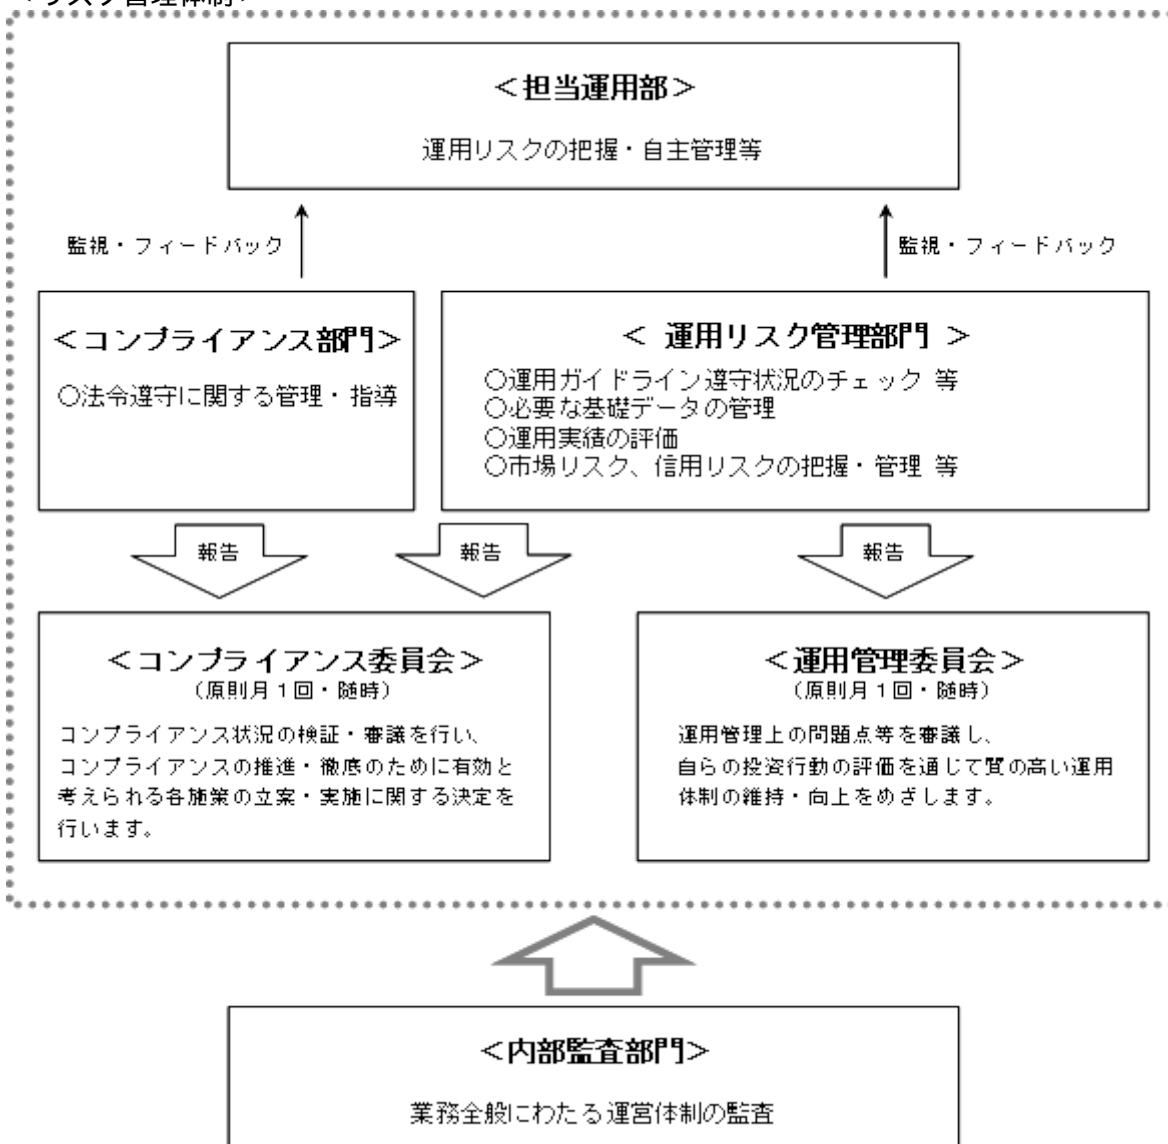 <リスク管理体制>
＜担当運用部＞
運用リスクの把握・自主管理等
監視・フィードバック
監視・フィードバック
＜コンプライアンス部門＞
○法令遵守に関する管理・指導
＜ 運用リスク管理部門 ＞
○運用ガイドライン遵守状況のチェック 等
○必要な基礎データの管理
○運用実績の評価
○市場リスク、信用リスクの把握・管理 等
報告
報告
報告
＜コンプライアンス委員会＞
（原則月１回・随時）
コンプライアンス状況の検証・審議を行い、
コンプライアンスの推進・徹底のために有効と
考えられる各施策の立案・実施に関する決定を
行います。
＜運用管理委員会＞
（原則月１回・随時）
運用管理上の問題点等を審議し、
自らの投資行動の評価を通じて質の高い運用
体制の維持・向上をめざします。
＜内部監査部門＞
業務全般にわたる運営体制の監査